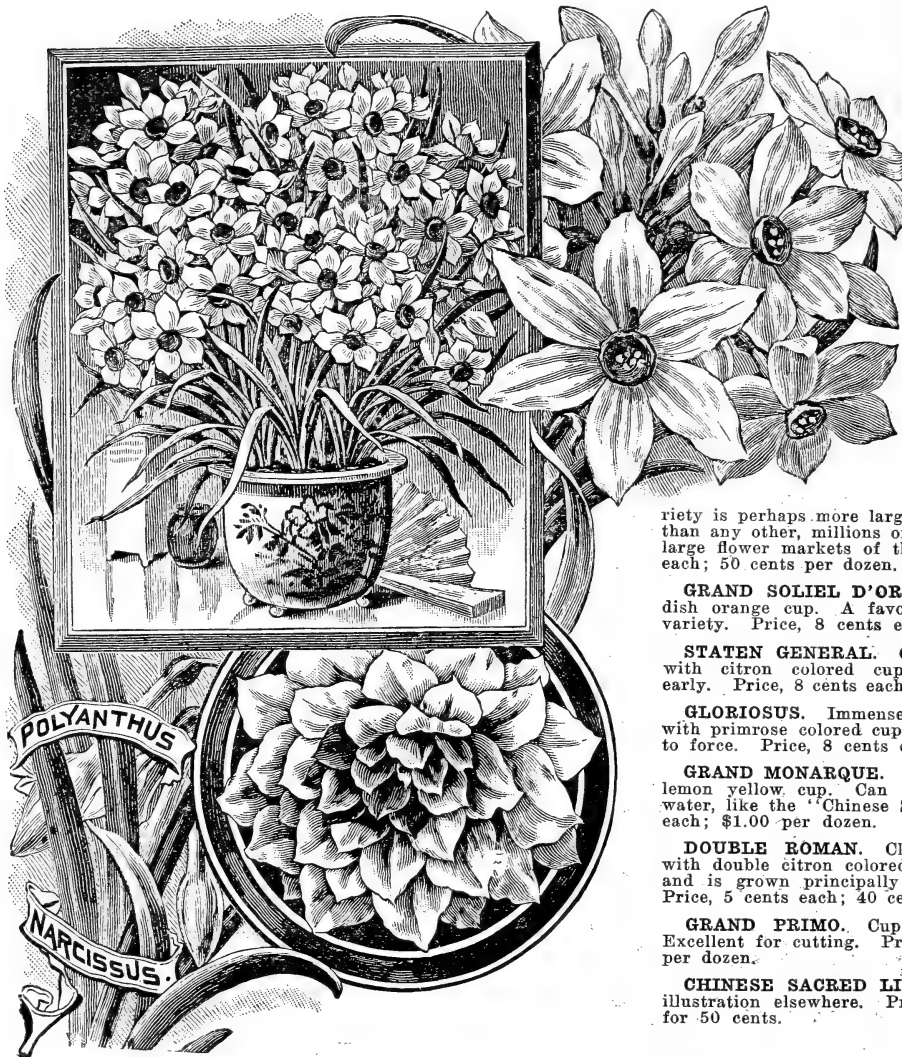 POLYANTHUS
NARCISSUS.
riety is perhaps more larg
than any other, millions o
large flower markets of th
each; 50 cents per dozen.
GRAND SOLIEL D'OR
dish orange cup. A favo
variety. Price, 8 cents e
STATEN GENERAL.
with citron colored cup
early. Price, 8 cents each
GLORIOSUS. Immense
with primrose colored cup
to force. Price, 8 cents
GRAND MONARQUE.
lemon yellow cup. Can
water, like the "Chinese
each; $1.00 per dozen.
DOUBLE ROMAN. Cl
with double citron colored
and is grown principally
Price, 5 cents each; 40 ce
GRAND PRIMO. Cup
Excellent for cutting. Pr
per dozen.
CHINESE SACRED LI
illustration elsewhere. Pr
for 50 cents.